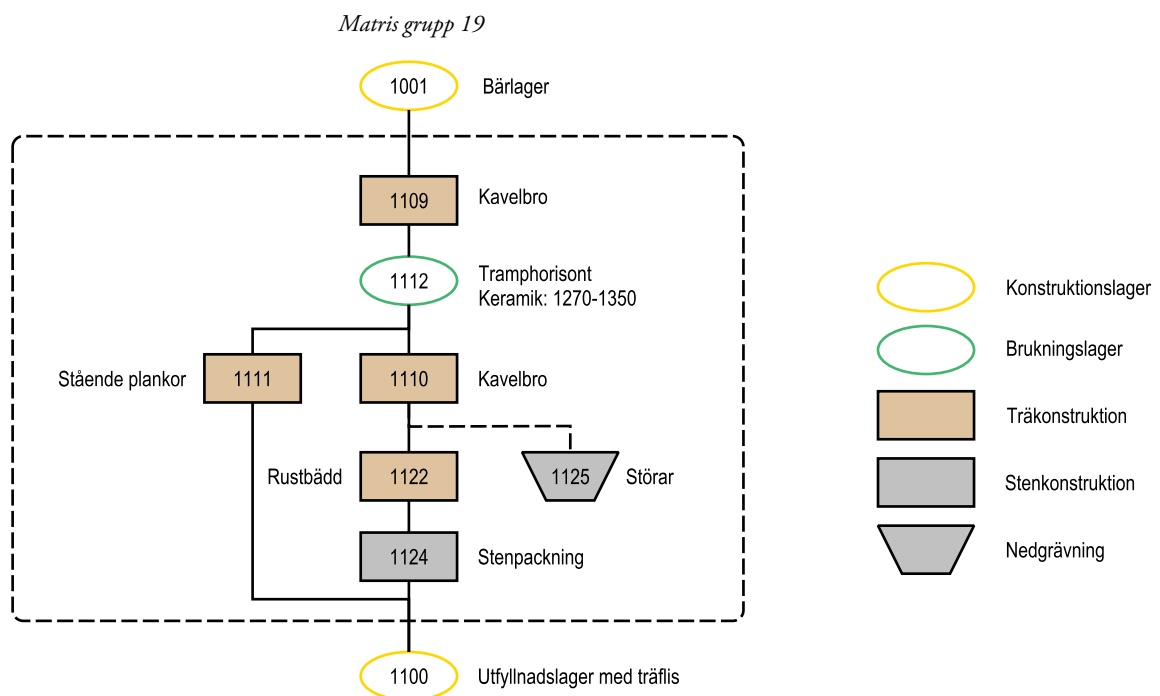 Matris grupp 19
1001 Bärlager
1109 Kavelbro
1112 Tramphorisont
Keramik: 1270-1350
Stående plankor 1111 1110 Kavelbro
Rustbädd 1122 1125 Störar
1124 Stenpackning
1100 Utfyllnadslager med träflis
Konstruktionslager
Brukningslager
Träkonstruktion
Stenkonstruktion
Nedgrävning